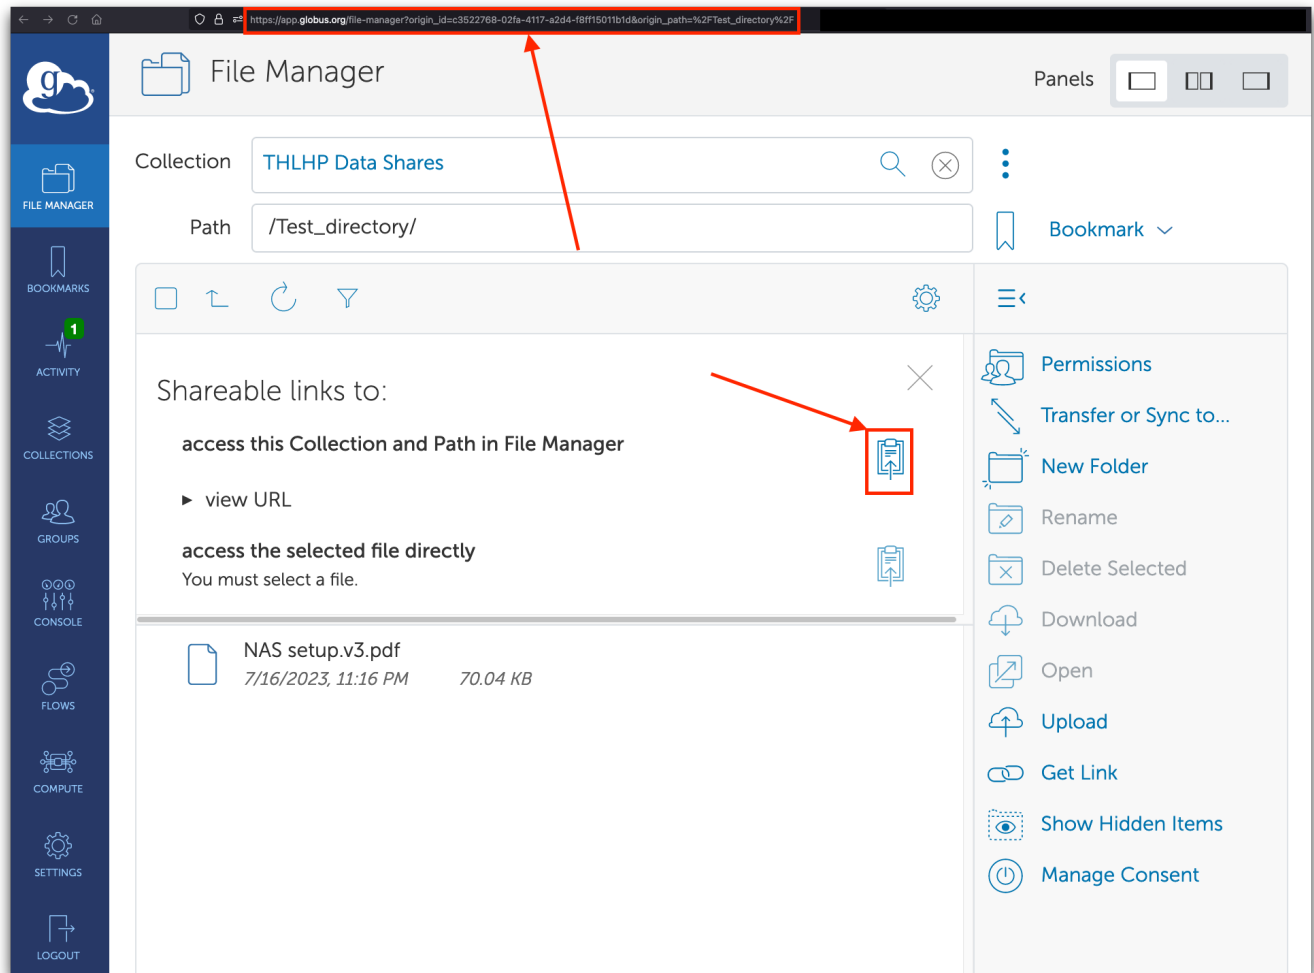 https://app.globus.org/file-manager?origin_id=c3522768-02fa-4117-a2d4-f8ff15011b1d&origin_path=%2FTest_directory%2F
g
File Manager
Panels
FILE MANAGER
BOOKMARKS
1
ACTIVITY
COLLECTIONS
GROUPS
CONSOLE
FLOWS
COMPUTE
SETTINGS
LOGOUT
Collection
THLHP Data Shares
Path
/Test_directory/
Bookmark
Shareable links to:
access this Collection and Path in File Manager
view URL
access the selected file directly
You must select a file.
NAS setup.v3.pdf
7/16/2023, 11:16 PM 70.04 KB
Permissions
Transfer or Sync to...
New Folder
Rename
Delete Selected
Download
Open
Upload
Get Link
Show Hidden Items
Manage Consent